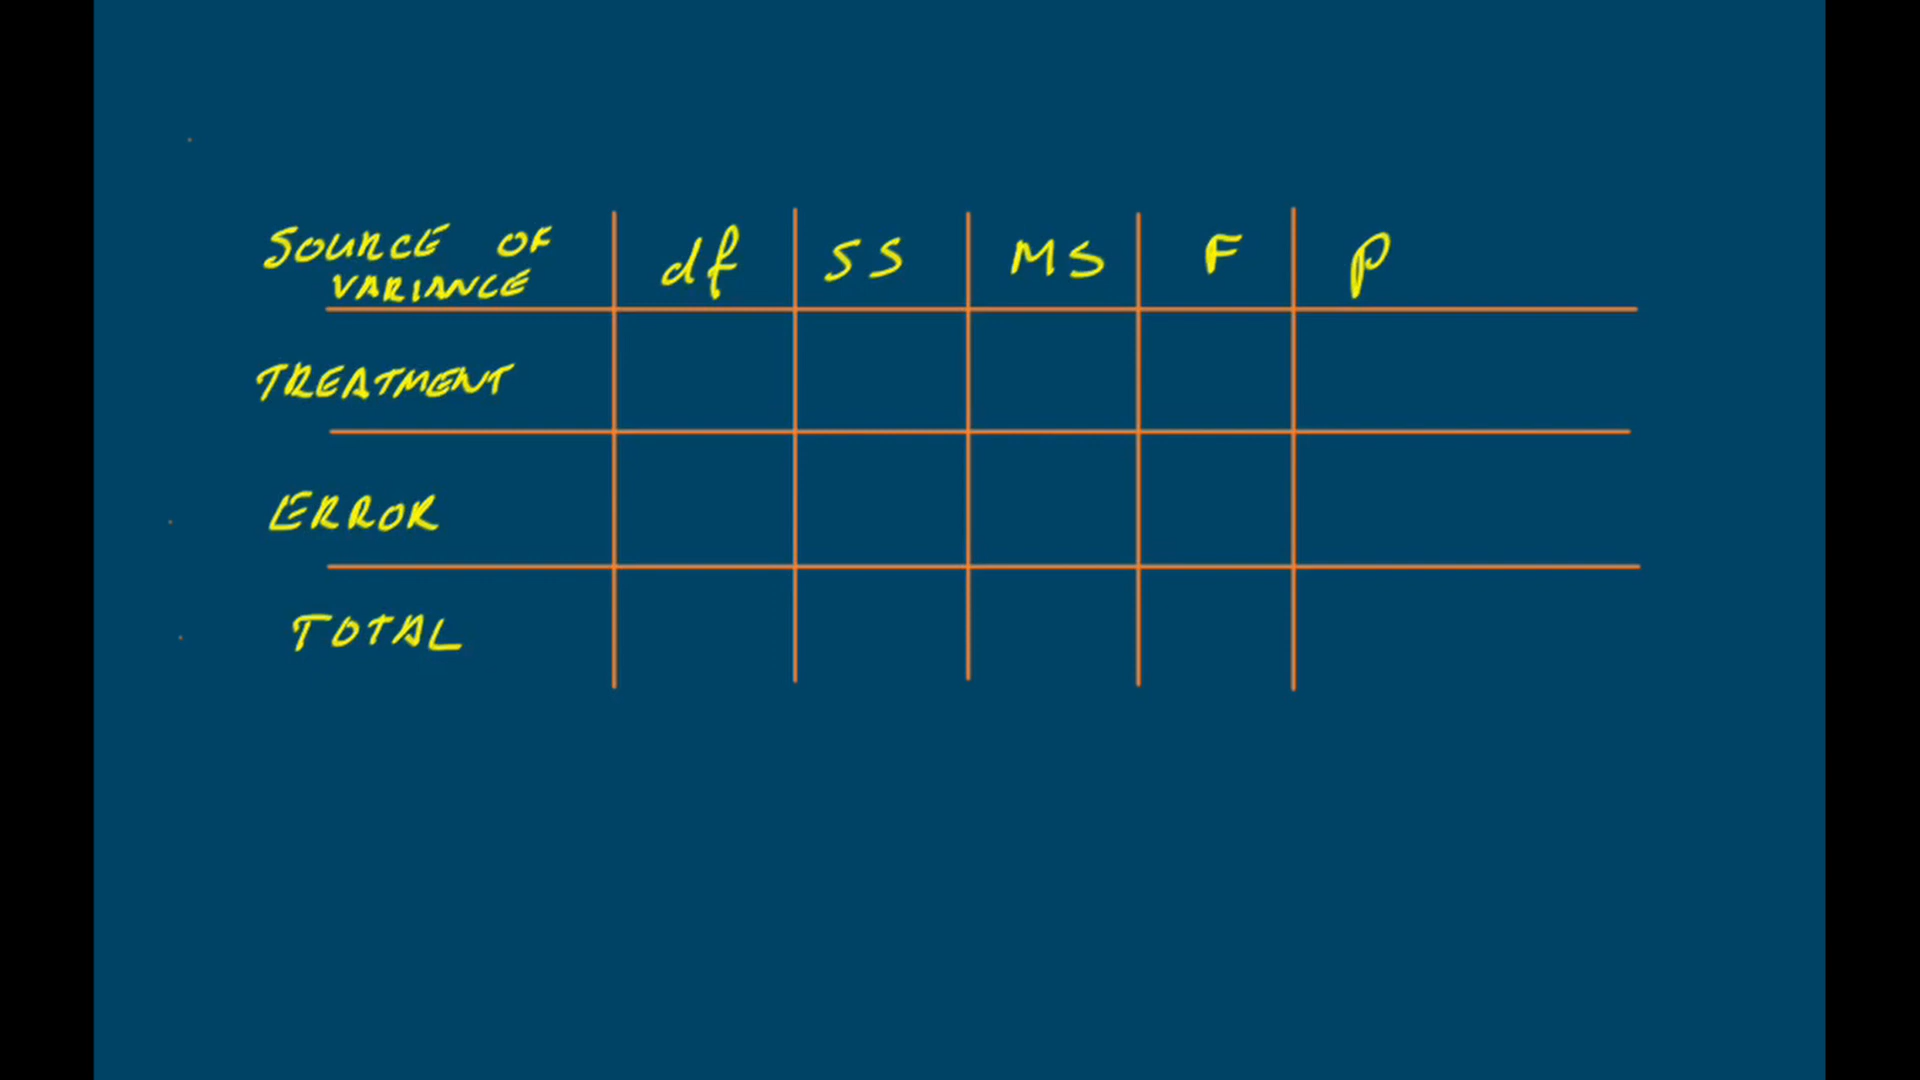 SOURCE OF
VARIANCE
df
SS
MS
F
p
TREATMENT
ERROR
TOTAL